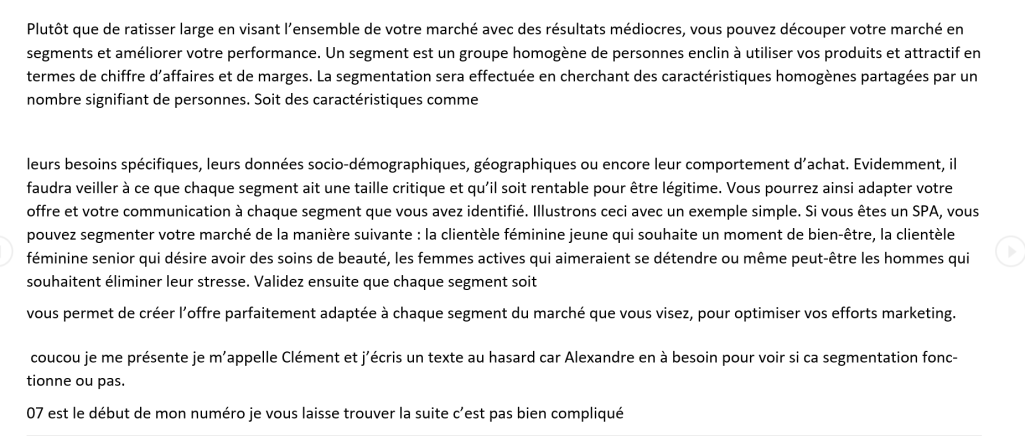 Plutôt que de ratisser large en visant l’ensemble de votre marché avec des résultats médiocres, vous pouvez découper votre marché en
segments et améliorer votre performance. Un segment est un groupe homogène de personnes enclin à utiliser vos produits et attractif en
termes de chiffre d’affaires et de marges. La segmentation sera effectuée en cherchant des caractéristiques homogènes partagées par un
nombre signifiant de personnes. Soit des caractéristiques comme
leurs besoins spécifiques, leurs données socio-démographiques, géographiques ou encore leur comportement d’achat. Evidemment, il
faudra veiller à ce que chaque segment ait une taille critique et qu’il soit rentable pour être légitime. Vous pourrez ainsi adapter votre
offre et votre communication à chaque segment que vous avez identifié. Illustrons ceci avec un exemple simple. Si vous êtes un SPA, vous
pouvez segmenter votre marché de la manière suivante : la clientèle féminine jeune qui souhaite un moment de bien-être, la clientèle
féminine senior qui désire avoir des soins de beauté, les femmes actives qui aimeraient se détendre ou même peut-être les hommes qui
souhaitent éliminer leur stresse. Validez ensuite que chaque segment soit
vous permet de créer l’offre parfaitement adaptée à chaque segment du marché que vous visez, pour optimiser vos efforts marketing.
coucou je me présente je m’appelle Clément et j’écris un texte au hasard car Alexandre en à besoin pour voir si ca segmentation fonc-
tionne ou pas.
07 est le début de mon numéro je vous laisse trouver la suite c’est pas bien compliqué